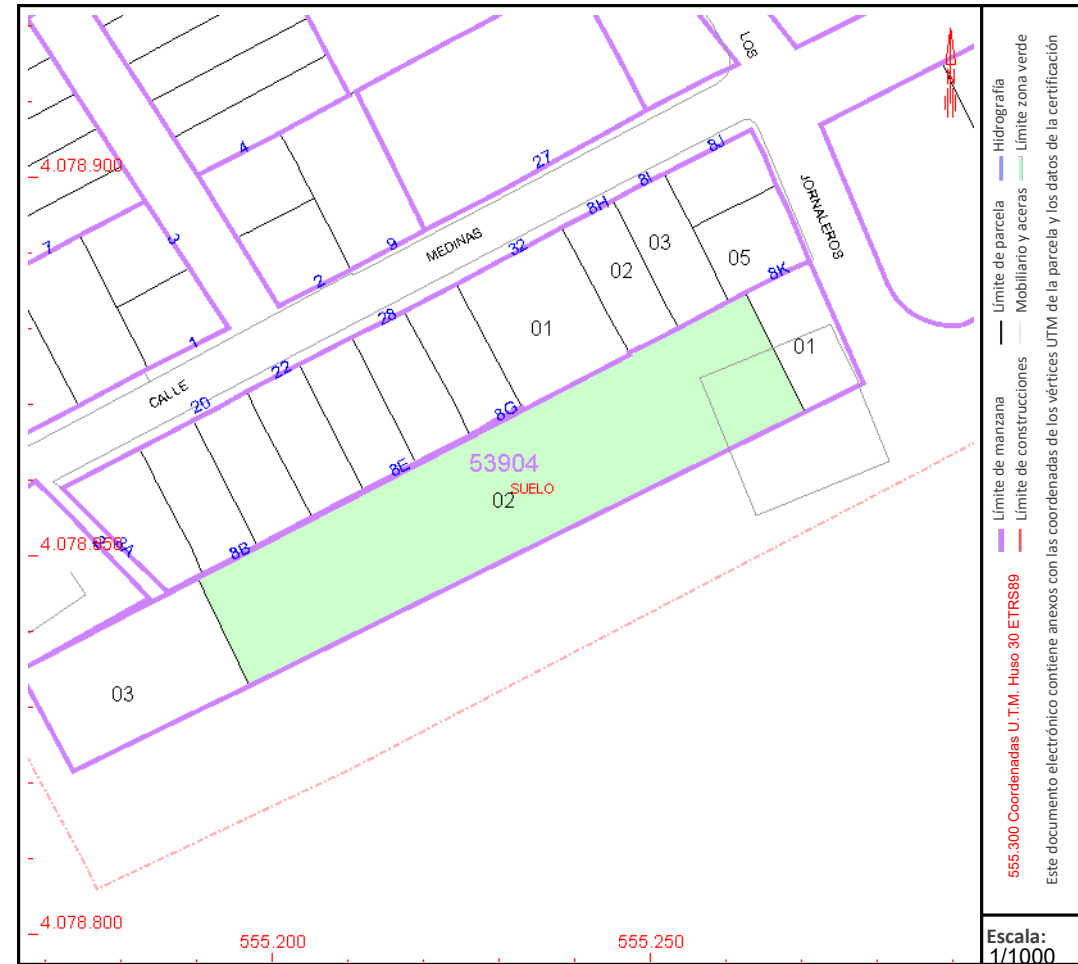 LOS
4
4.078.900
27
8J
8I
JORNALEROS
8H
7
3
9
MEDINAS
32
03
02
05
8K
2
28
01
01
1
CALLE
22
20
8G
53904
SUELO
8E
02
4.078.850
8A
8B
03
4.078.800
555.200
555.250
Hidrografía
Límite zona verde
Límite de parcela
Mobiliario y aceras
Límite de manzana
Límite de construcciones
555.300 Coordenadas U.T.M. Huso 30 ETRS89
Este documento electrónico contiene anexos con las coordenadas de los vértices UTM de la parcela y los datos de la certificación
Escala:
1/1000